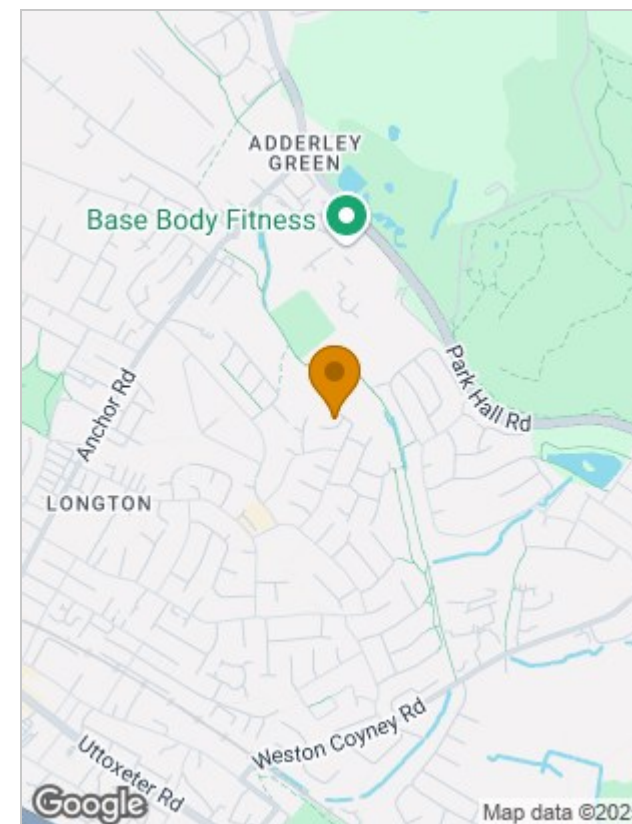 ADDERLEY
GREEN
Base Body Fitness
Park Hall Rd
Anchor Rd
LONGTON
Weston Coyney Rd
Uttoxeter Rd
Google
Map data ©202